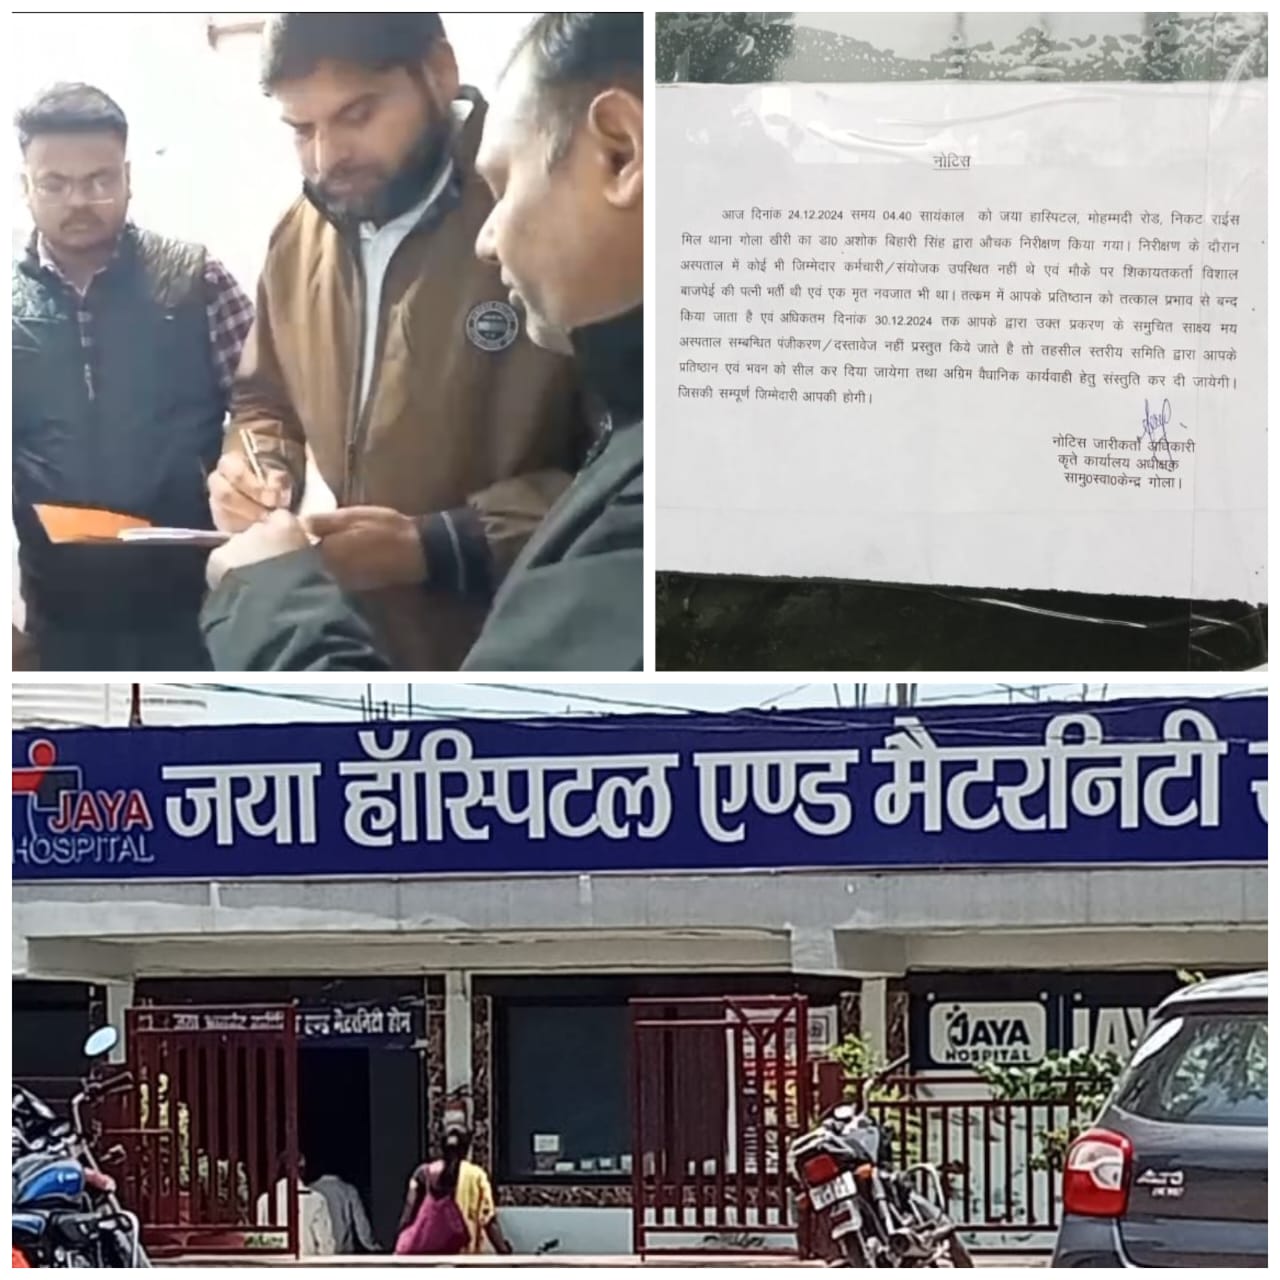 नोटिस
आज दिनांक 24.12.2024 समय 04.40 सायंकाल को जया हास्पिटल, मोहम्मदी रोड, निकट राईस
मिल थाना गोला खीरी का डा0 अशोक बिहारी सिंह द्वारा औचक निरीक्षण किया गया। निरीक्षण के दौरान
अस्पताल में कोई भी जिम्मेदार कर्मचारी/संयोजक उपस्थित नहीं थे एवं मौके पर शिकायतकर्ता विशाल
बाजपेई की पत्नी भर्ती थी एवं एक मृत नवजात भी था। तत्क्रम में आपके प्रतिष्ठान को तत्काल प्रभाव से बन्द
किया जाता है एवं अधिकतम दिनांक 30.12.2024 तक आपके द्वारा उक्त प्रकरण के समुचित साक्ष्य मय
अस्पताल सम्बन्धित पंजीकरण/दस्तावेज नहीं प्रस्तुत किये जाते है तो तहसील स्तरीय समिति द्वारा आपके
प्रतिष्ठान एवं भवन को सील कर दिया जायेगा तथा अग्रिम वैधानिक कार्यवाही हेतु संस्तुति कर दी जायेगी।
जिसकी सम्पूर्ण जिम्मेदारी आपकी होगी।
नोटिस जारीकर्ता अधिकारी
कृते कार्यालय अधीक्षक
सामु0स्वा0केन्द्र गोला।
JAYA
HOSPITAL
जया हॉस्पिटल एण्ड मैटरनिटी
एण्ड मैटरनिटी होम
JAYA
HOSPITAL